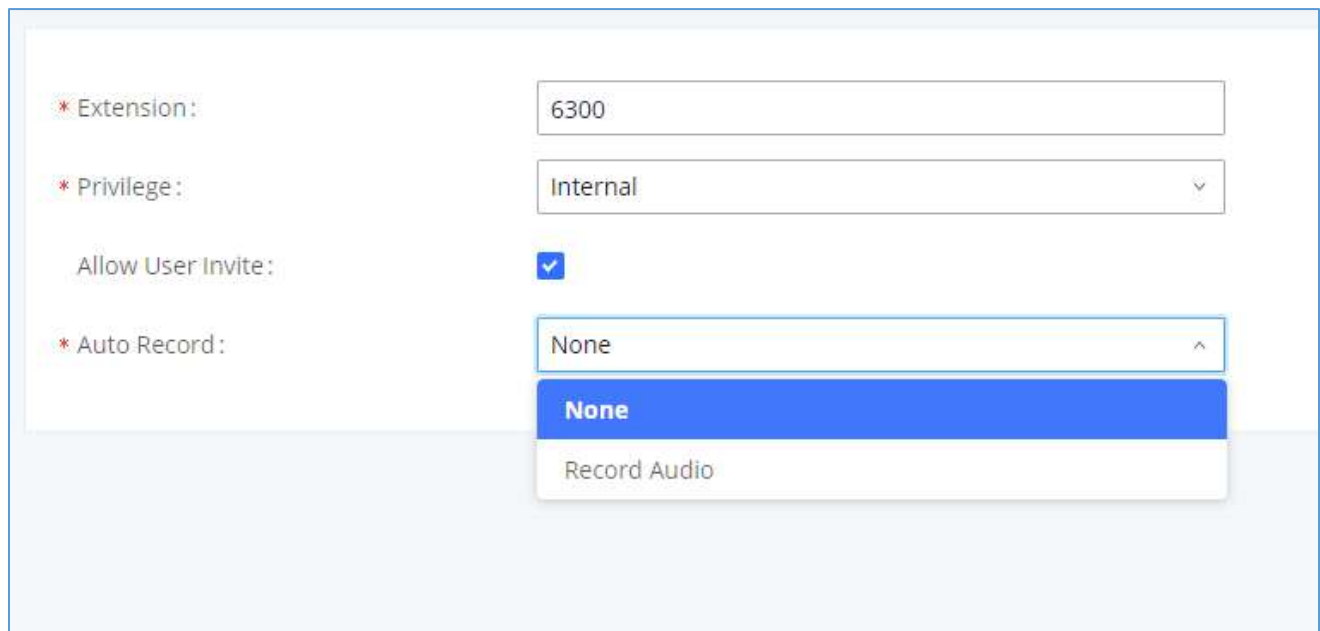 * Extension: 6300
* Privilege: Internal
Allow User Invite:
* Auto Record: None
None
Record Audio